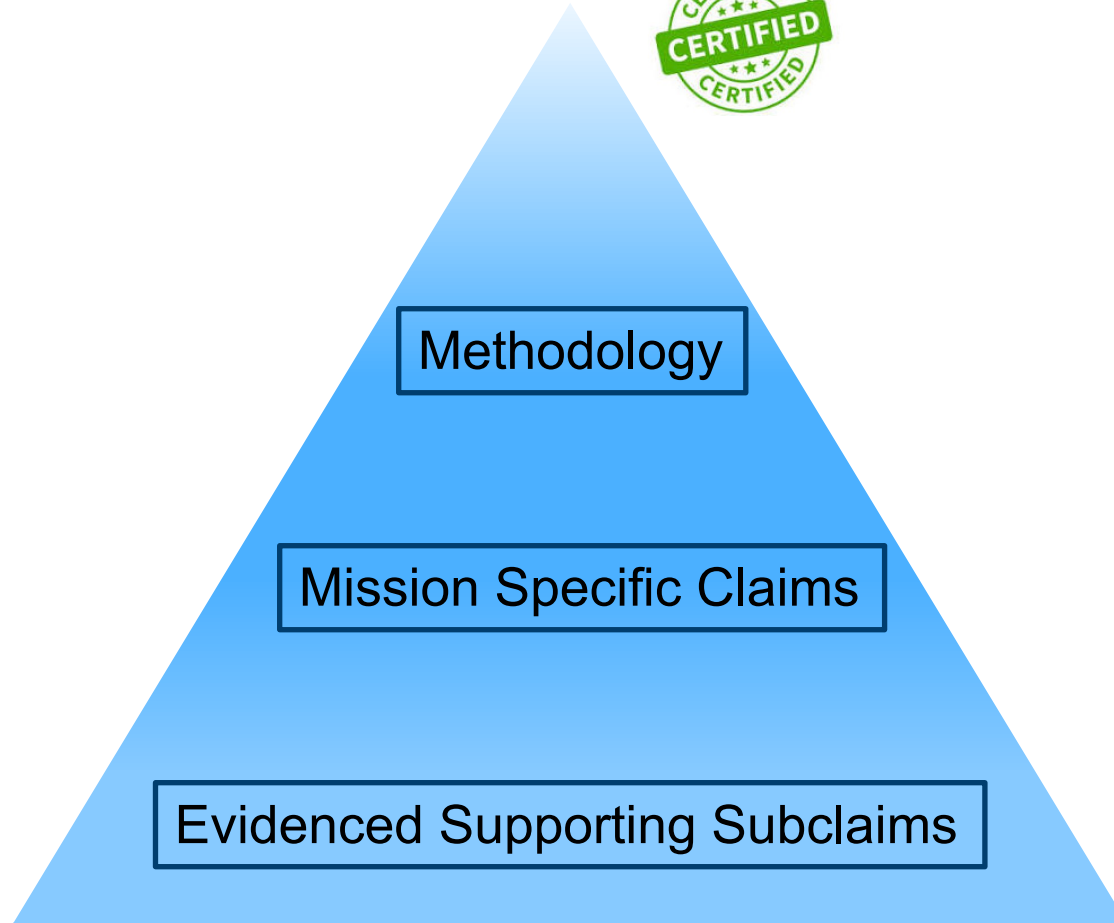 CERTIFIED
CERTIFIED
Methodology
Mission Specific Claims
Evidenced Supporting Subclaims